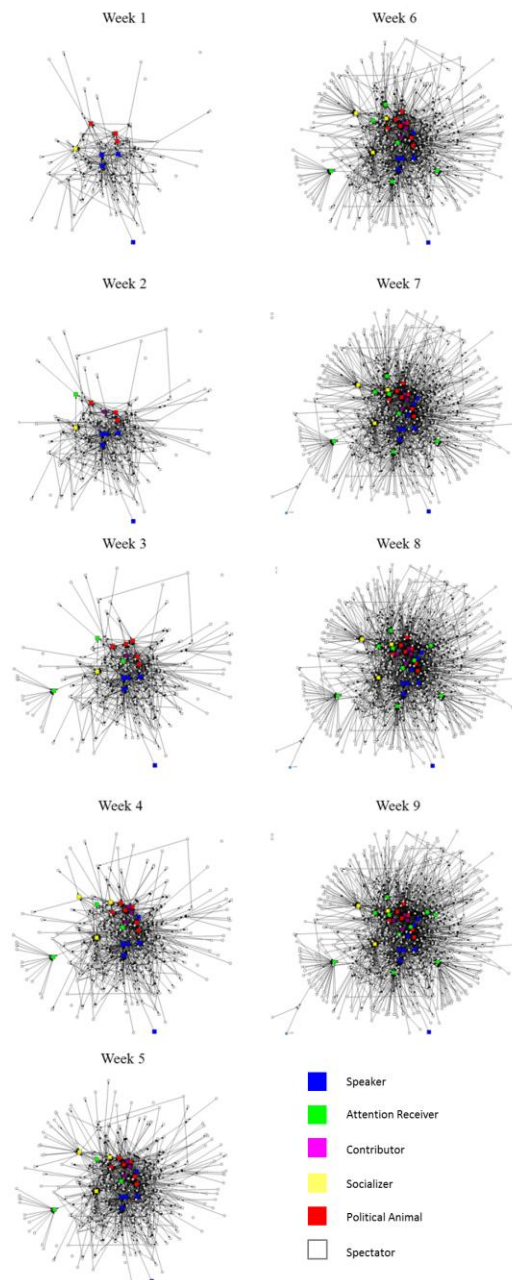 Week 1
Week 6
Week 2
Week 7
Week 3
Week 8
Week 4
Week 9
Week 5
Speaker
Attention Receiver
Contributor
Socializer
Political Animal
Spectator